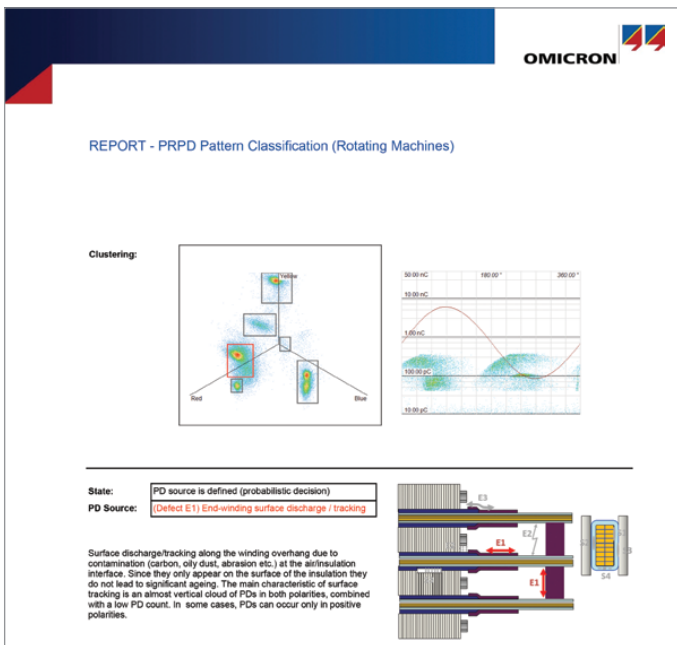 OMICRON
REPORT - PRPD Pattern Classification (Rotating Machines)
Clustering:
Yellow
Red
Blue
50.00 nC
180.00 °
360.00 °
10.00 nC
1.00 nC
100.00 pC
10.00 pC
State:
PD source is defined (probabilistic decision)
PD Source:
(Defect E1) End-winding surface discharge / tracking
Surface discharge/tracking along the winding overhang due to
contamination (carbon, oily dust, abrasion etc.) at the air/insulation
interface. Since they only appear on the surface of the insulation they
do not lead to significant ageing. The main characteristic of surface
tracking is an almost vertical cloud of PDs in both polarities, combined
with a low PD count. In some cases, PDs can occur only in positive
polarities.
E3
E2
E1
E1
S4